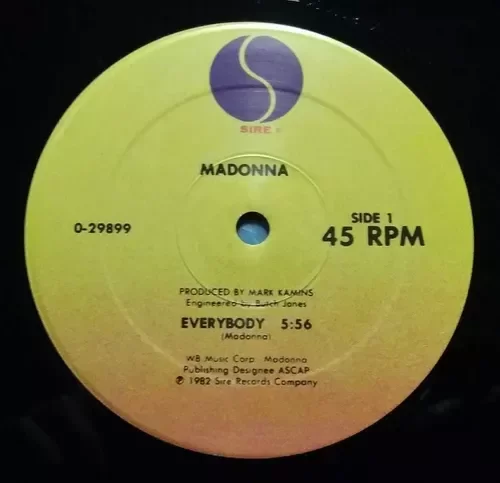 SIRE
MADONNA
0-29899
SIDE 1
45 RPM
PRODUCED BY MARK KAMINS
Engineered by Butch Jones
EVERYBODY 5:56
(Madonna)
WB Music Corp. Madonna
Publishing Designee ASCAP
℗ 1982 Sire Records Company